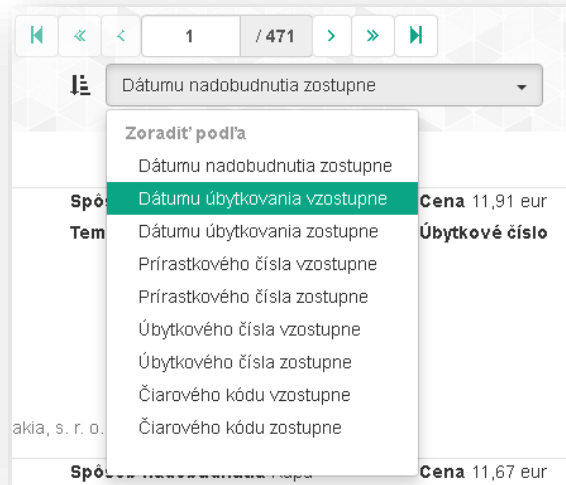 1 / 471
Dátumu nadobudnutia zostupne
Zoradiť podľa
Dátumu nadobudnutia zostupne
Spô Dátumu úbytkovania vzostupne Cena 11,91 eur
Tem Dátumu úbytkovania zostupne Úbytkové číslo
Prírastkového čísla vzostupne
Prírastkového čísla zostupne
Úbytkového čísla vzostupne
Úbytkového čísla zostupne
Čiarového kódu vzostupne
akia, s. r. o. Čiarového kódu zostupne
Cena 11,67 eur